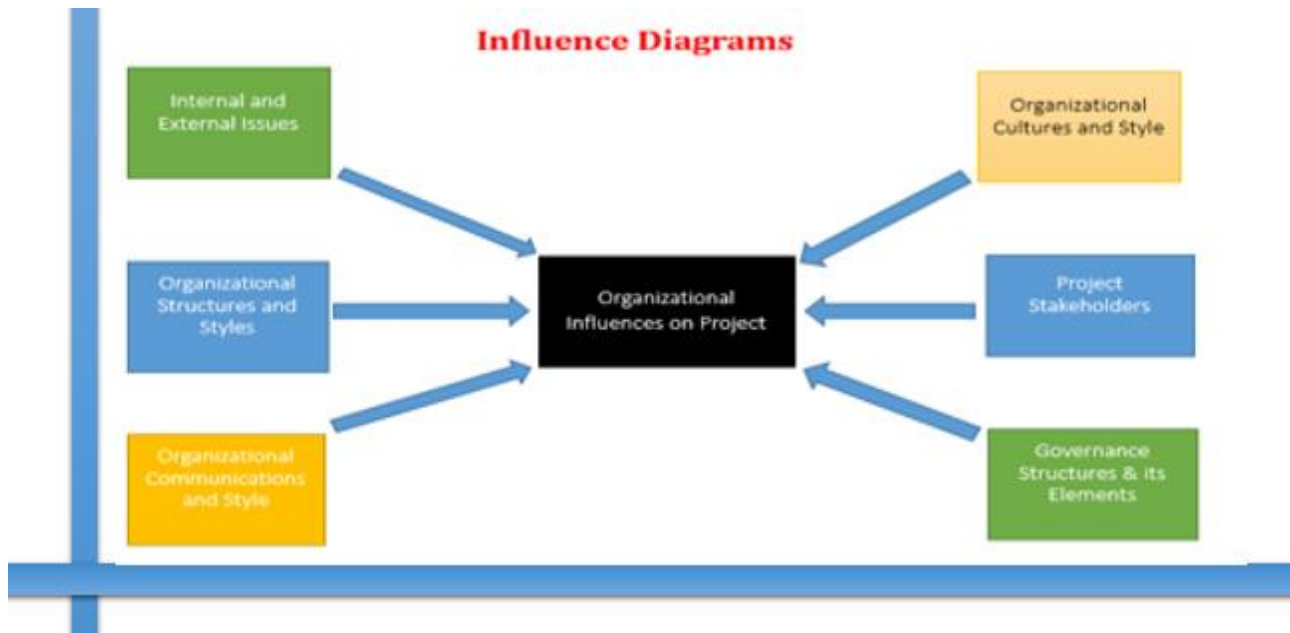 Influence Diagrams
Internal and
External Issues
Organizational
Cultures and Style
Organizational
Structures and
Styles
Organizational
Influences on Project
Project
Stakeholders
Organizational
Communications
and Style
Governance
Structures & its
Elements